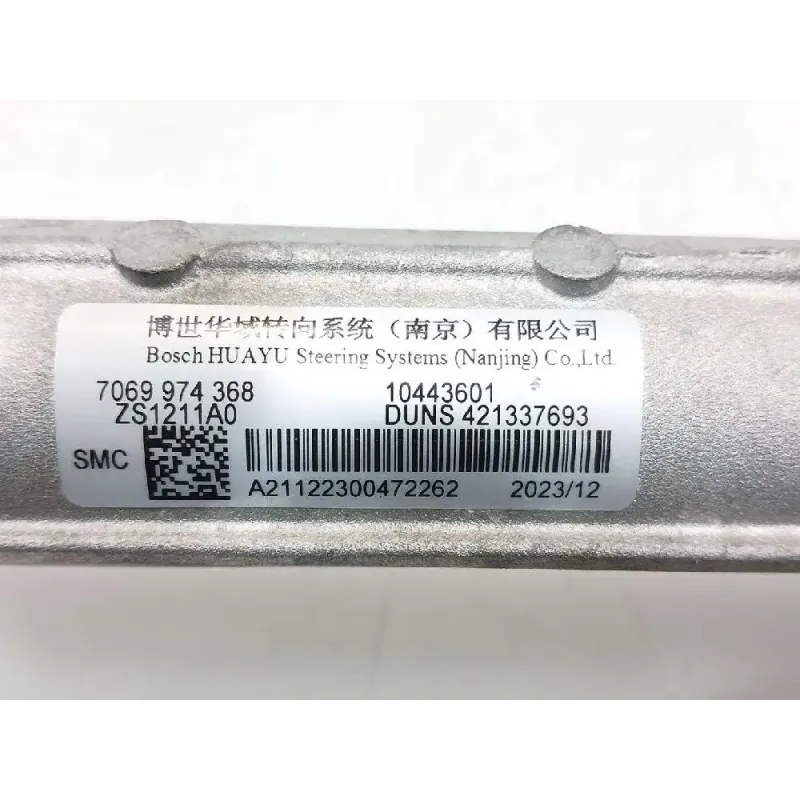 博世华域转向系统（南京）有限公司
Bosch HUAYU Steering Systems (Nanjing) Co.,Ltd.
7069 974 368 10443601
ZS1211A0 DUNS 421337693
SMC
A21122300472262 2023/12